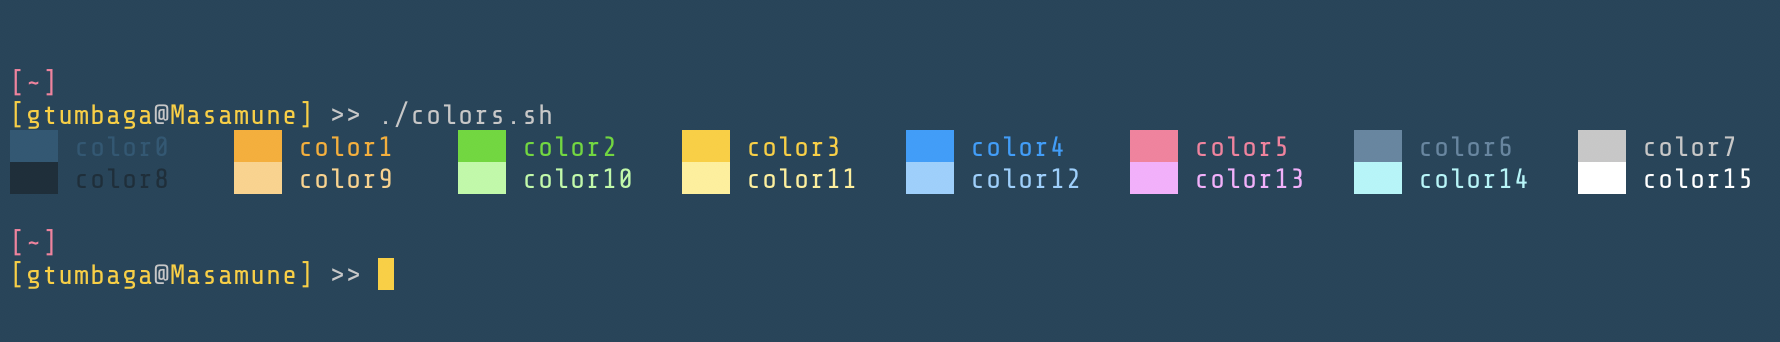 [~]
[gtumbaga@Masamune] >> ./colors.sh
color0 color1 color2 color3 color4 color5 color6 color7
color8 color9 color10 color11 color12 color13 color14 color15
[~]
[gtumbaga@Masamune] >>